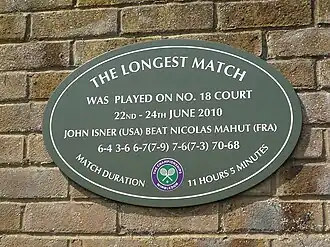 THE LONGEST MATCH
WAS PLAYED ON NO. 18 COURT
22ND - 24TH JUNE 2010
JOHN ISNER (USA) BEAT NICOLAS MAHUT (FRA)
6-4 3-6 6-7(7-9) 7-6(7-3) 70-68
MATCH DURATION 11 HOURS 5 MINUTES